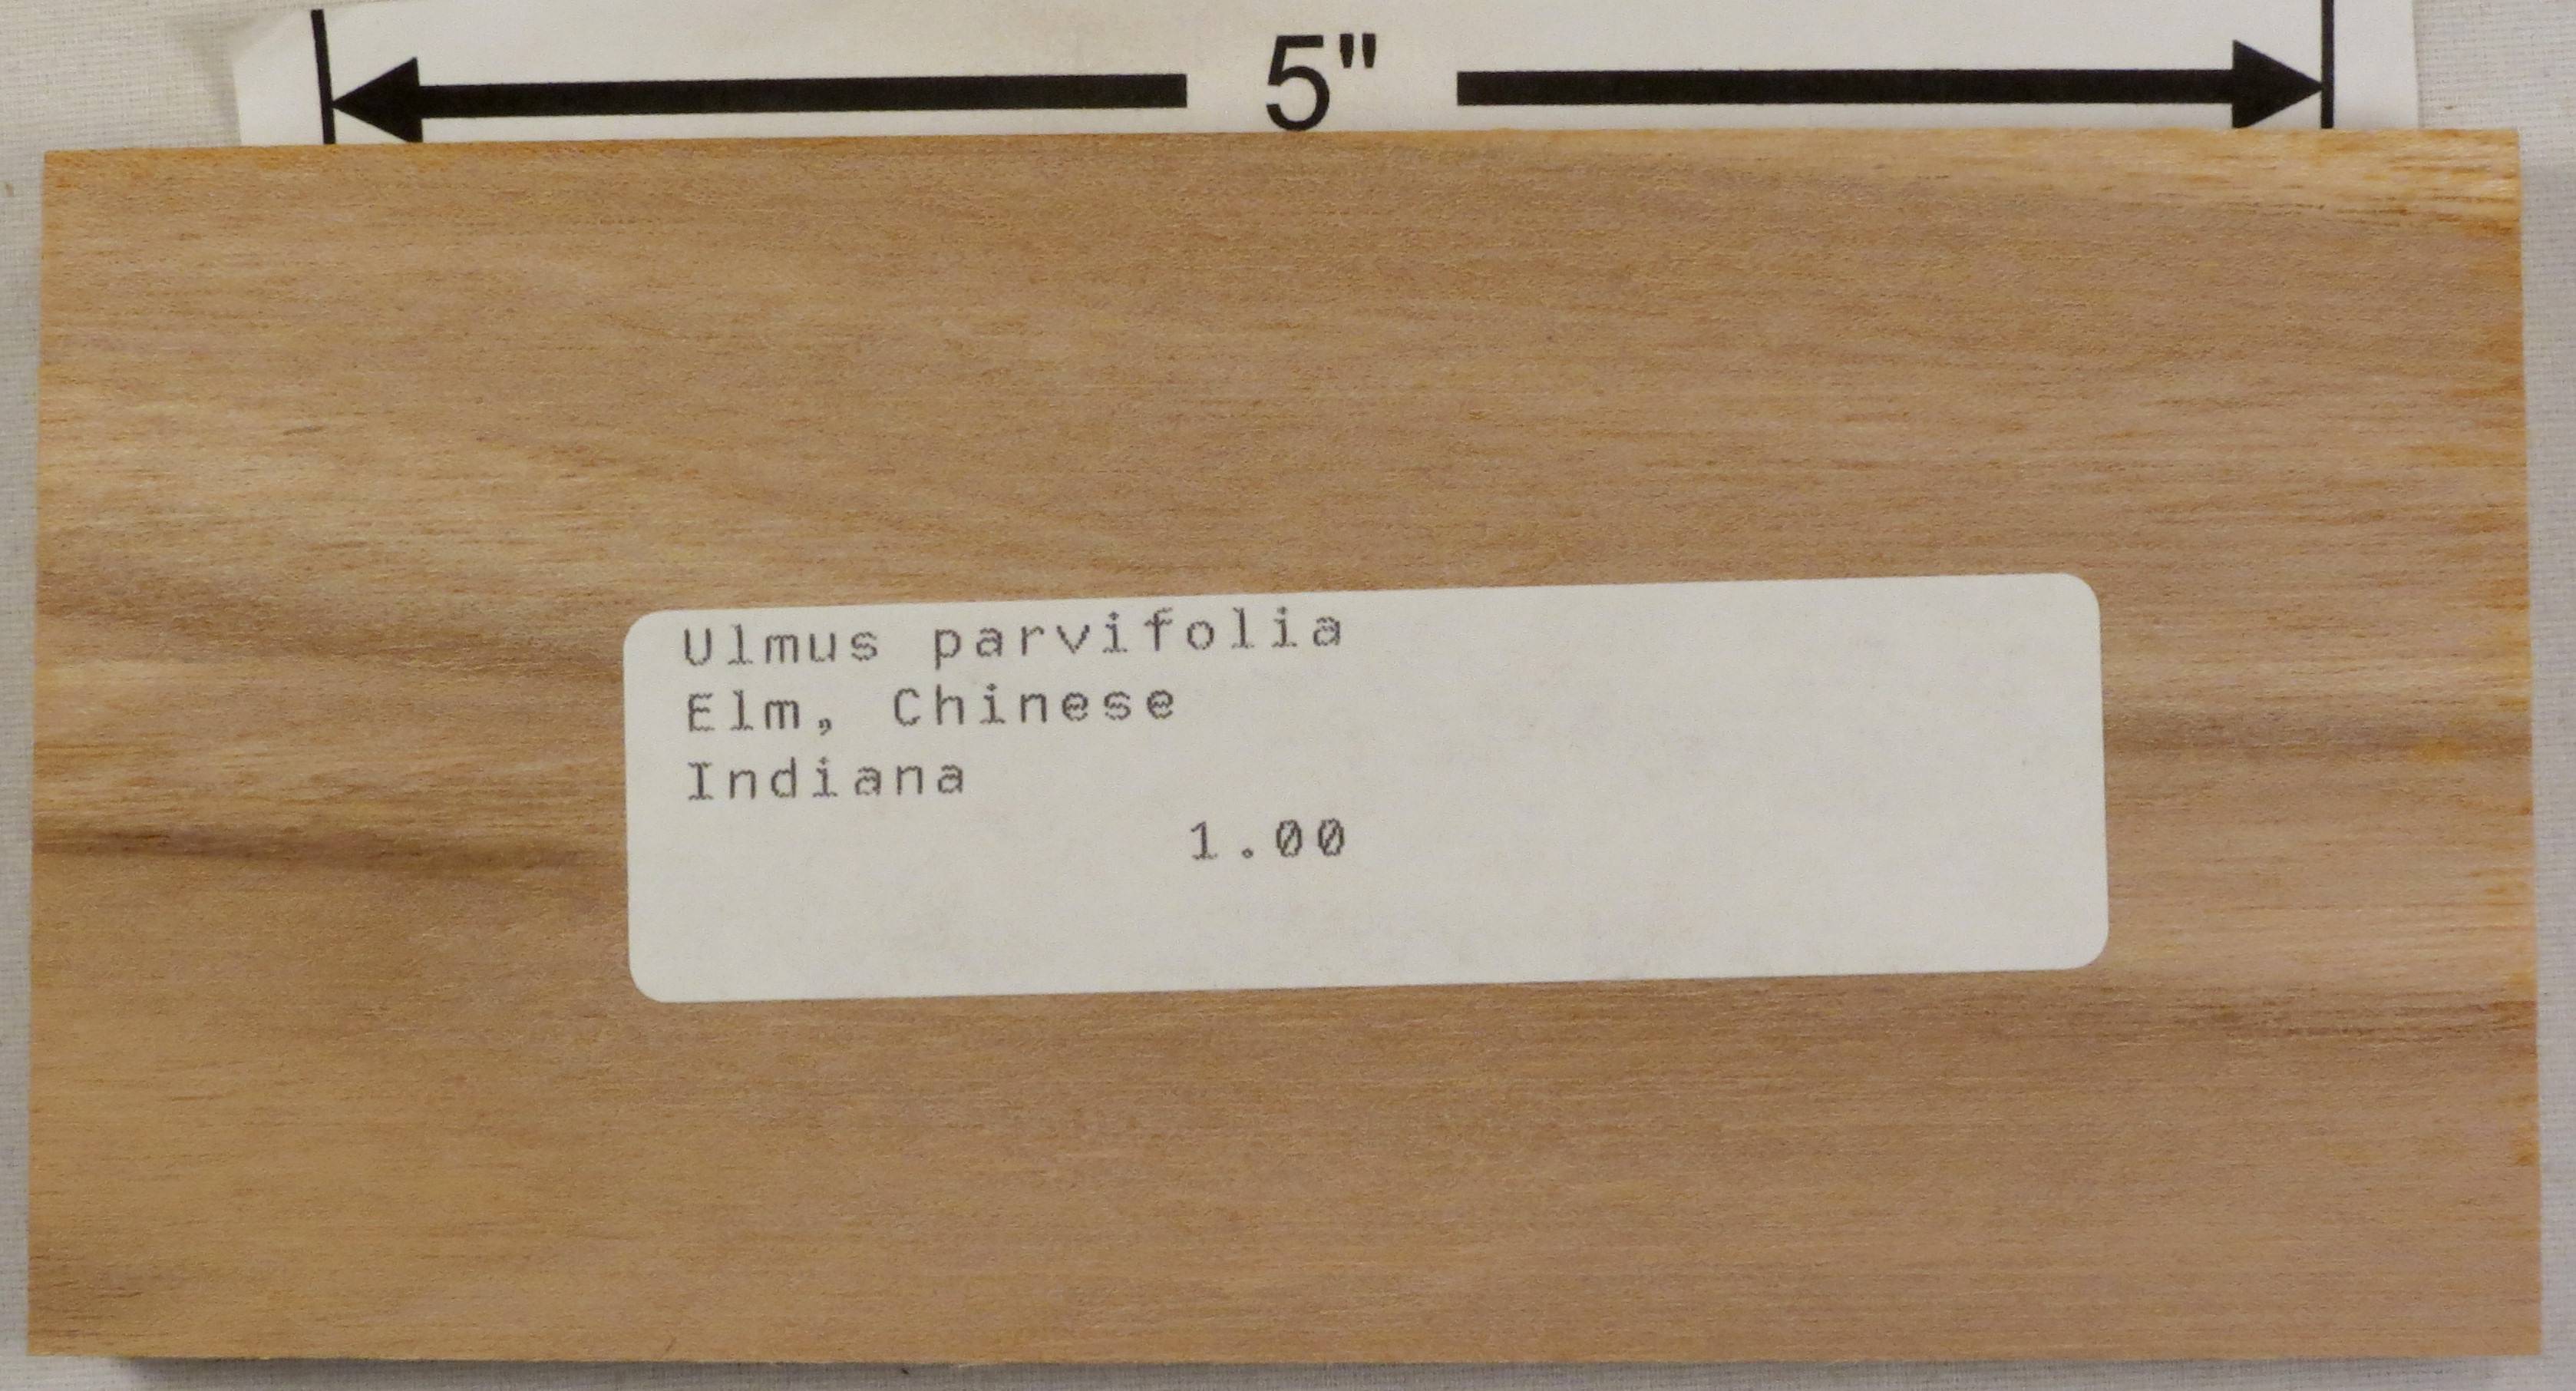 5"
Ulmus parvifolia
Elm, Chinese
Indiana
1.00